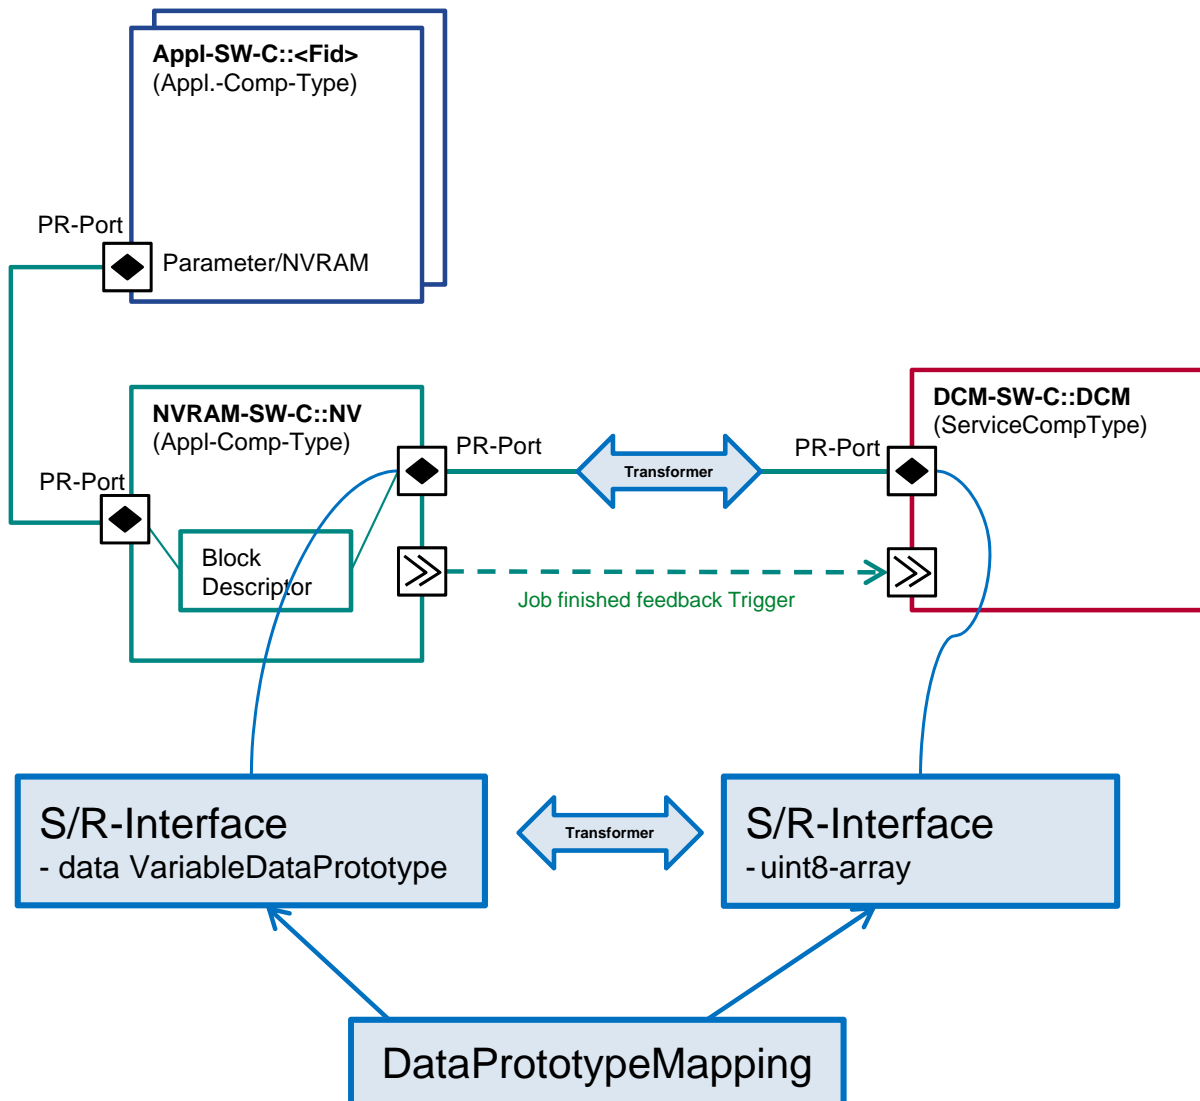 Appl-SW-C::<Fid>
(Appl.-Comp-Type)
PR-Port
Parameter/NVRAM
NVRAM-SW-C::NV
(Appl-Comp-Type)
PR-Port
PR-Port
Block
Descriptor
Transformer
Job finished feedback Trigger
DCM-SW-C::DCM
(ServiceCompType)
PR-Port
S/R-Interface
- data VariableDataPrototype
Transformer
S/R-Interface
- uint8-array
DataPrototypeMapping